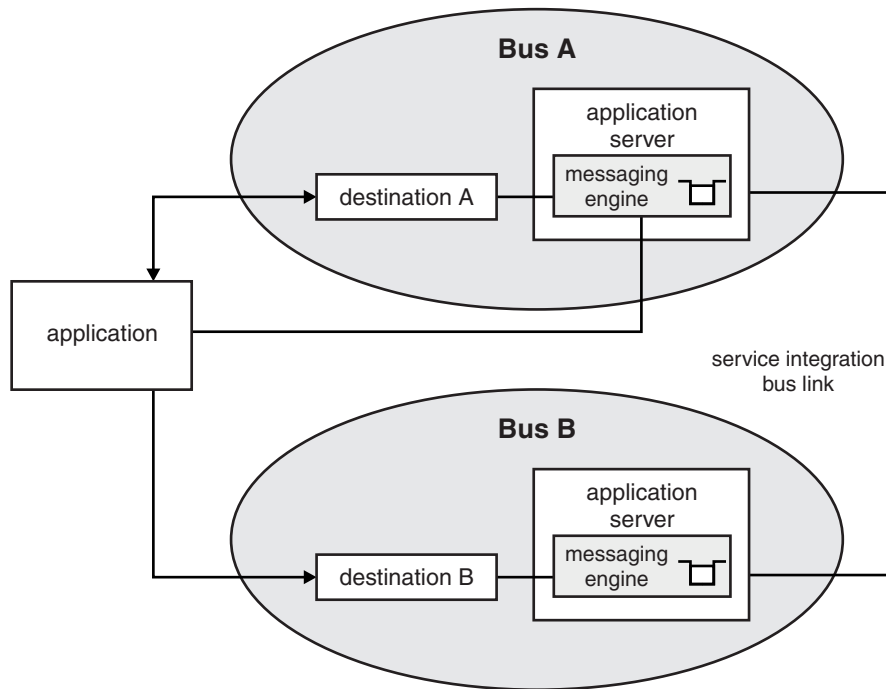 Bus A
application
server
messaging
engine
destination A
application
service integration
bus link
Bus B
application
server
messaging
engine
destination B